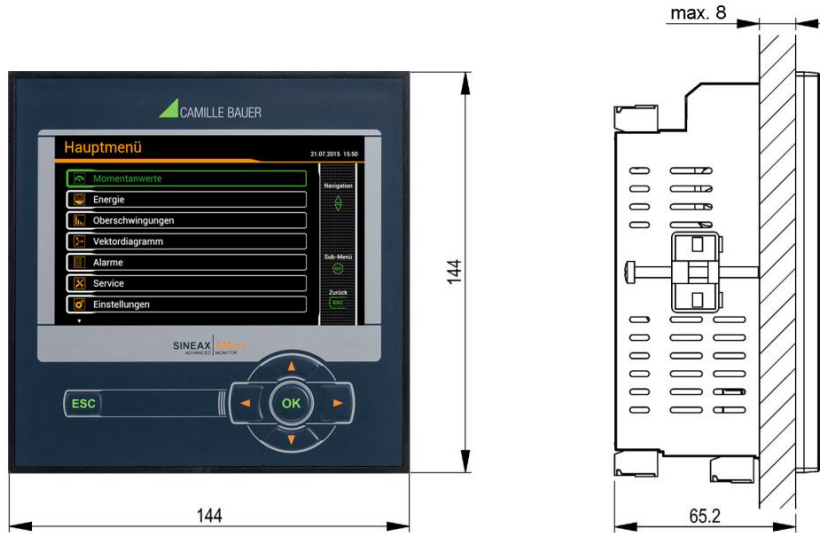 max. 8
CAMILLE BAUER
Hauptmenü
21.07.2015 15:50
Momentanwerte
Navigation
Energie
Oberschwingungen
Vektordiagramm
Sub-Menü
OK
Alarme
Service
Zurück
ESC
Einstellungen
144
SINEAX
ADVANCED MONITOR
ESC
OK
144
65.2